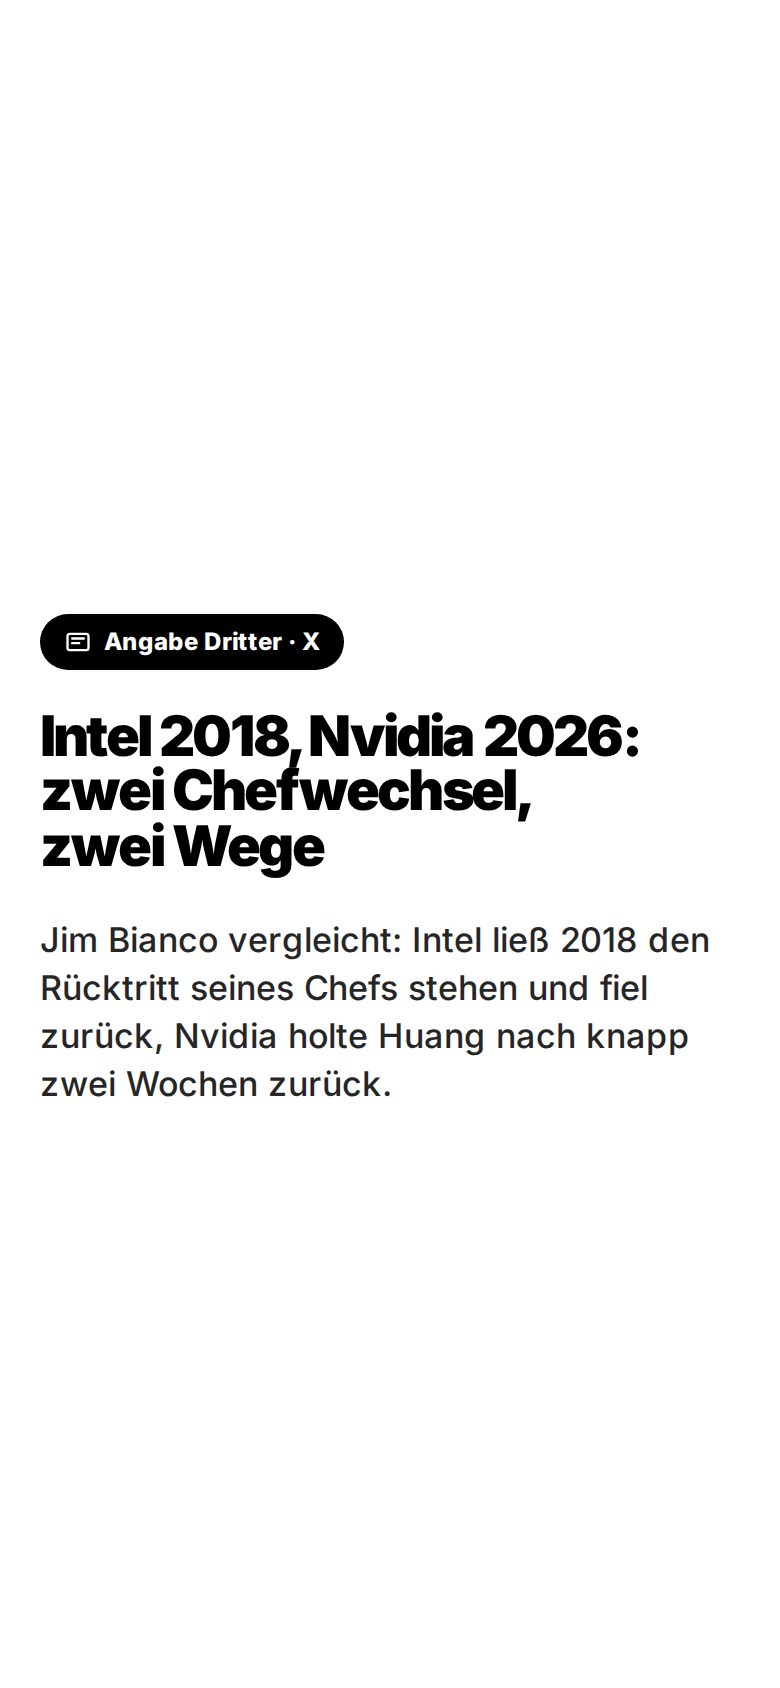 Angabe Dritter · X
Intel 2018, Nvidia 2026:
zwei Chefwechsel,
zwei Wege
Jim Bianco vergleicht: Intel ließ 2018 den
Rücktritt seines Chefs stehen und fiel
zurück, Nvidia holte Huang nach knapp
zwei Wochen zurück.